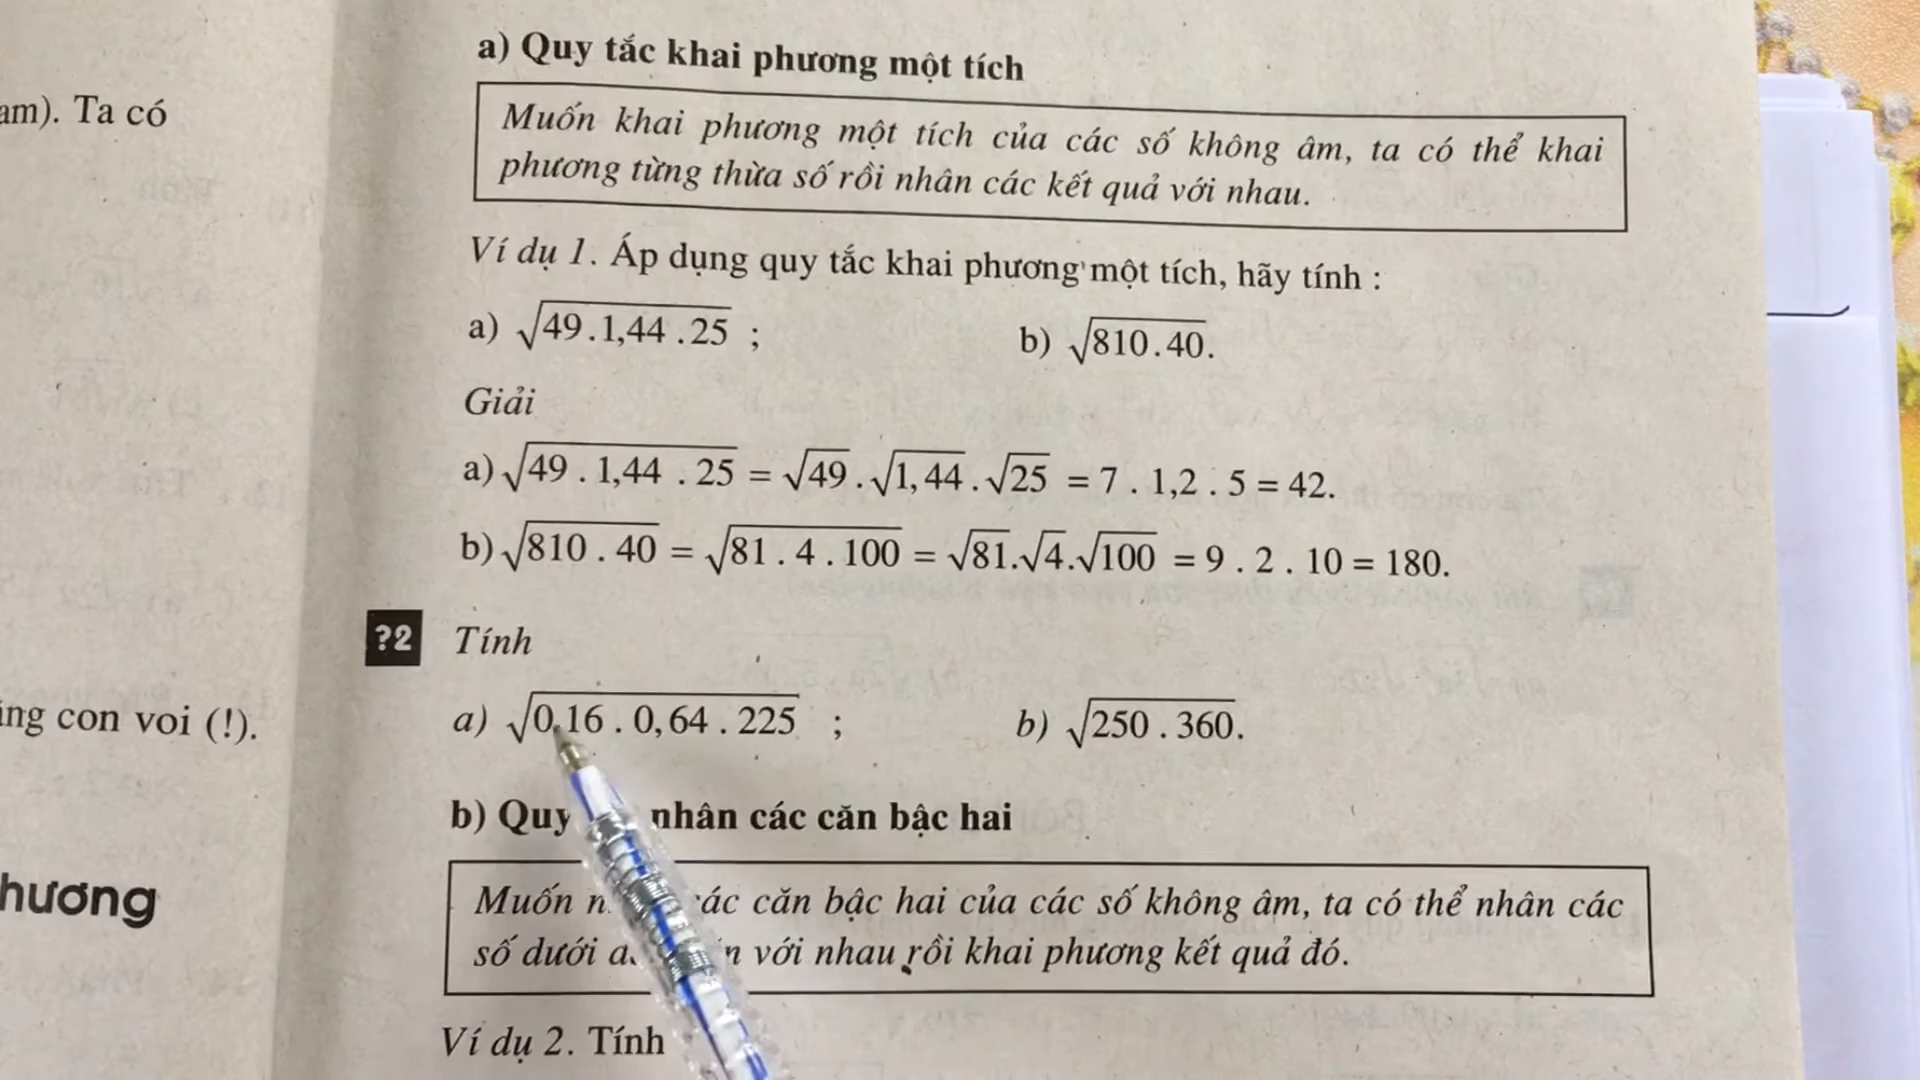 am). Ta có
ing con voi (!).
hương
a) Quy tắc khai phương một tích
Muốn khai phương một tích của các số không âm, ta có thể khai
phương từng thừa số rồi nhân các kết quả với nhau.
Ví dụ 1. Áp dụng quy tắc khai phương một tích, hãy tính :
a) √49.1,44.25 ; b) √810.40.
Giải
a) √49 . 1,44 . 25 = √49.√1,44.√25 = 7 . 1,2 . 5 = 42.
b) √810 . 40 = √81 . 4 . 100 = √81.√4.√100 = 9 . 2 . 10 = 180.
?2 Tính
a) √0,16 . 0,64 . 225 ; b) √250 . 360.
b) Quy nhân các căn bậc hai
Muốn các căn bậc hai của các số không âm, ta có thể nhân các
số dưới với nhau rồi khai phương kết quả đó.
Ví dụ 2. Tính